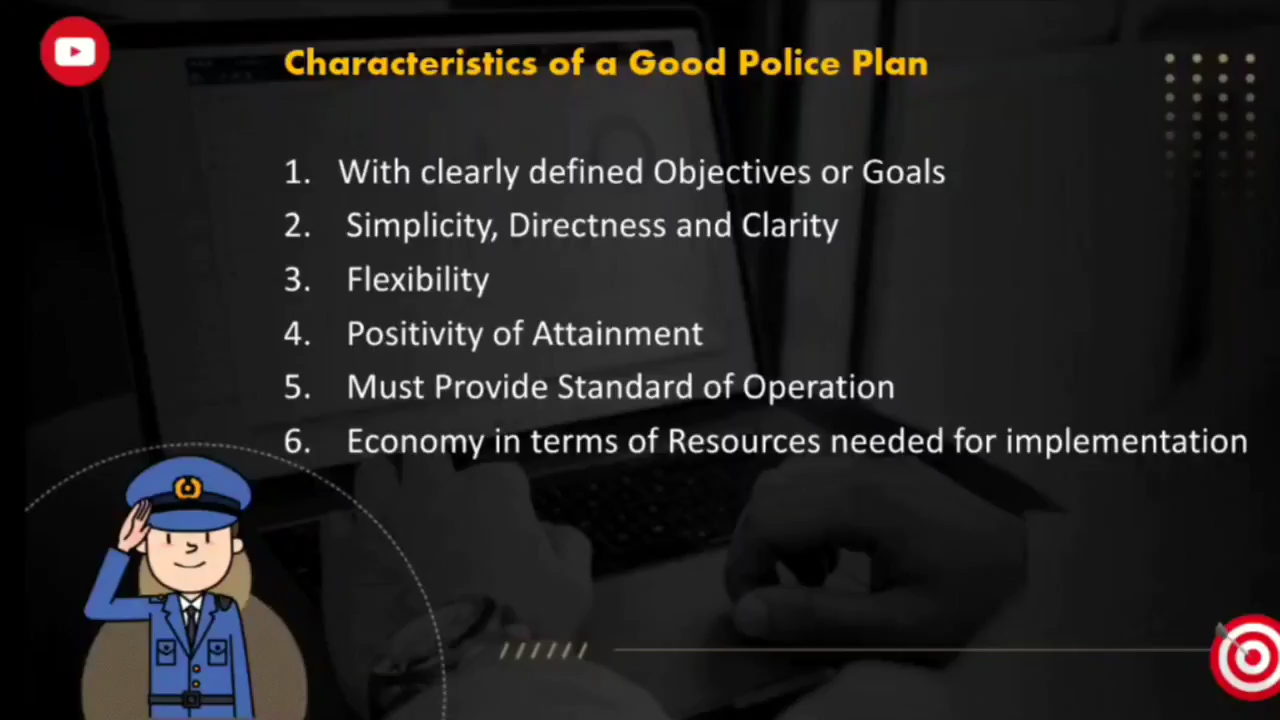 Characteristics of a Good Police Plan
1. With clearly defined Objectives or Goals
2. Simplicity, Directness and Clarity
3. Flexibility
4. Positivity of Attainment
5. Must Provide Standard of Operation
6. Economy in terms of Resources needed for implementation